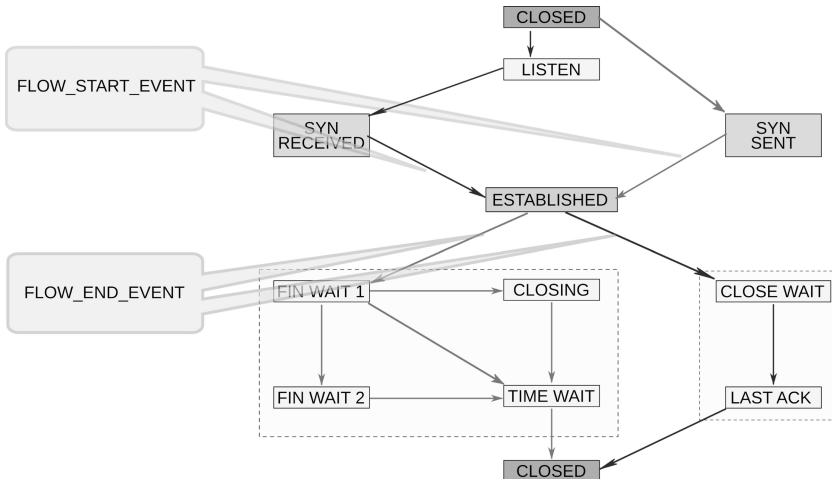 CLOSED
LISTEN
FLOW_START_EVENT
SYN
RECEIVED
SYN
SENT
ESTABLISHED
FLOW_END_EVENT
FIN WAIT 1
CLOSING
CLOSE WAIT
FIN WAIT 2
TIME WAIT
LAST ACK
CLOSED